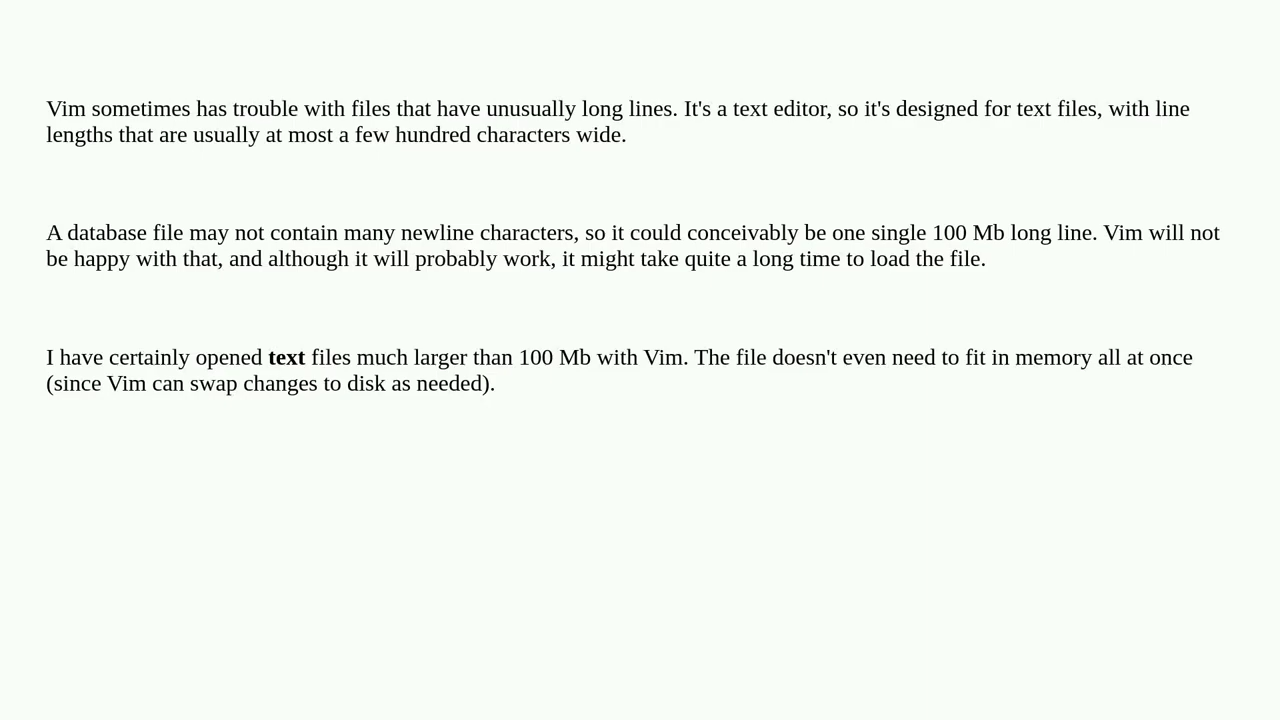 Vim sometimes has trouble with files that have unusually long lines. It's a text editor, so it's designed for text files, with line
lengths that are usually at most a few hundred characters wide.
A database file may not contain many newline characters, so it could conceivably be one single 100 Mb long line. Vim will not
be happy with that, and although it will probably work, it might take quite a long time to load the file.
I have certainly opened text files much larger than 100 Mb with Vim. The file doesn't even need to fit in memory all at once
(since Vim can swap changes to disk as needed).